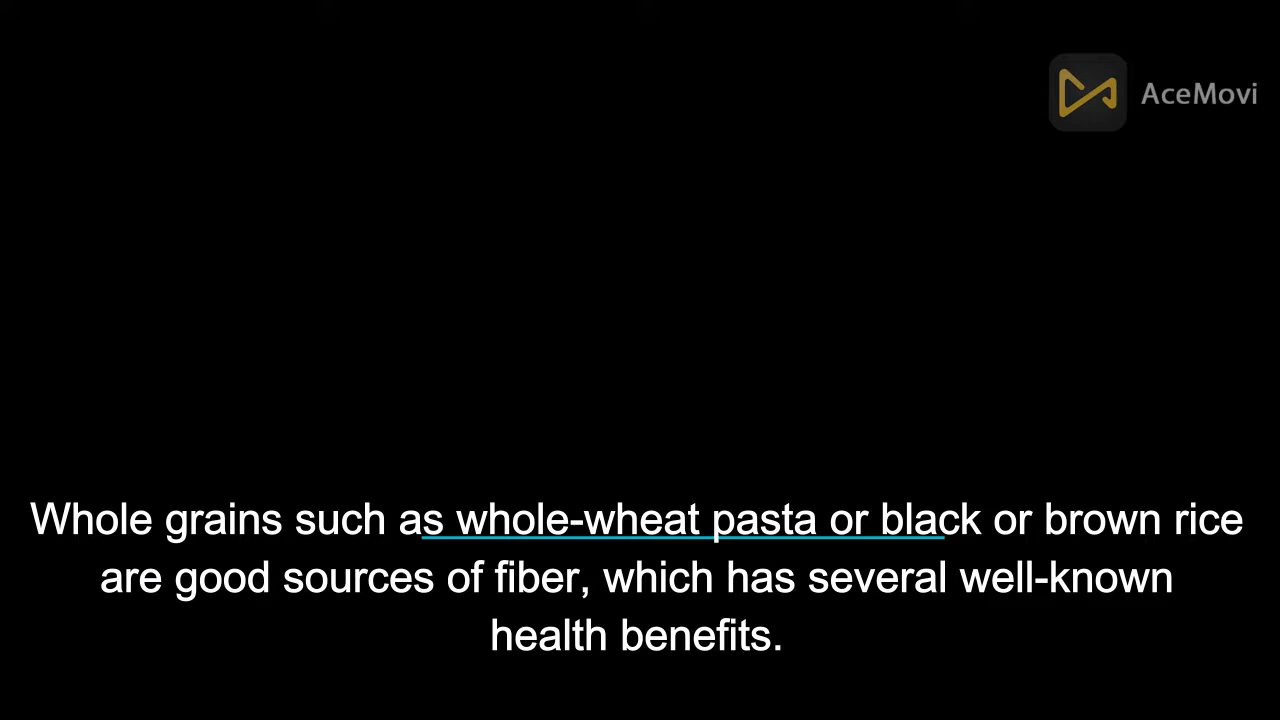 AceMovi
Whole grains such as whole-wheat pasta or black or brown rice
are good sources of fiber, which has several well-known
health benefits.